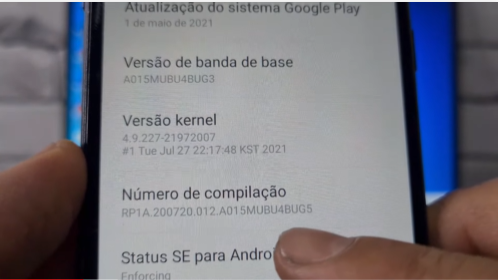 Atualização do sistema Google Play
1 de maio de 2021
Versão de banda de base
A015MUBU4BUG3
Versão kernel
4.9.227-21972007
#1 Tue Jul 27 22:17:48 KST 2021
Número de compilação
RP1A.200720.012.A015MUBU4BUG5
Status SE para Androi
Enforcing